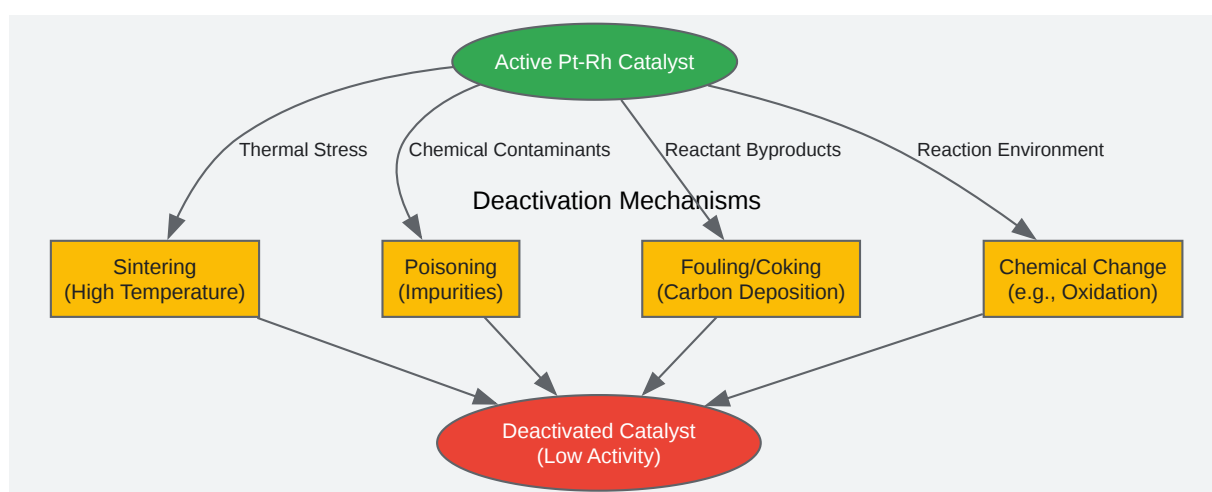 Active Pt-Rh Catalyst
Thermal Stress
Chemical Contaminants
Reactant Byproducts
Reaction Environment
Deactivation Mechanisms
Sintering
(High Temperature)
Poisoning
(Impurities)
Fouling/Coking
(Carbon Deposition)
Chemical Change
(e.g., Oxidation)
Deactivated Catalyst
(Low Activity)